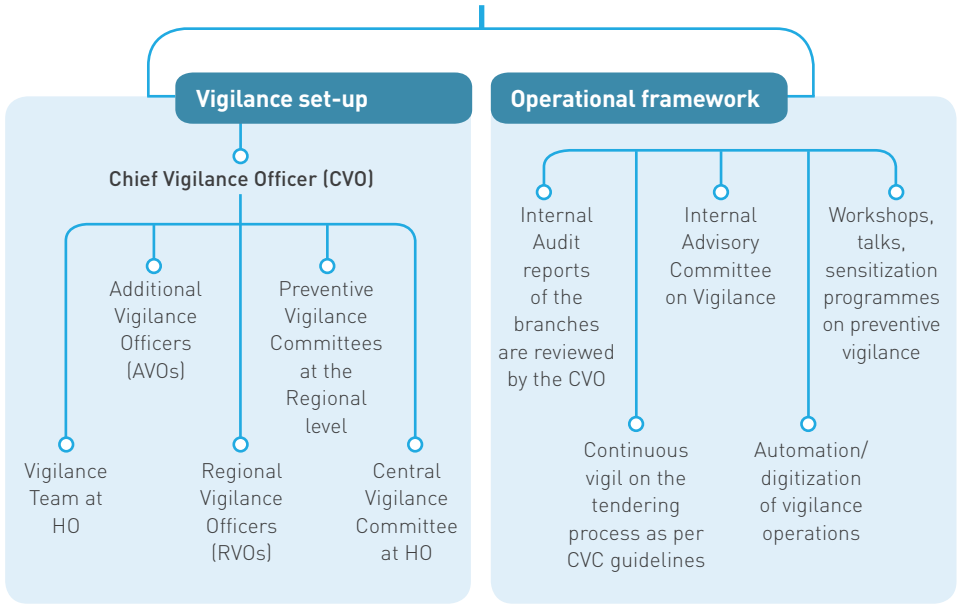 Vigilance set-up
Chief Vigilance Officer (CVO)
Vigilance
Team at
HO
Additional
Vigilance
Officers
(AVOs)
Regional
Vigilance
Officers
(RVOs)
Preventive
Vigilance
Committees
at the
Regional
level
Central
Vigilance
Committee
at HO
Operational framework
Internal
Audit
reports
of the
branches
are reviewed
by the CVO
Continuous
vigil on the
tendering
process as per
CVC guidelines
Internal
Advisory
Committee
on Vigilance
Automation/
digitization
of vigilance
operations
Workshops,
talks,
sensitization
programmes
on preventive
vigilance